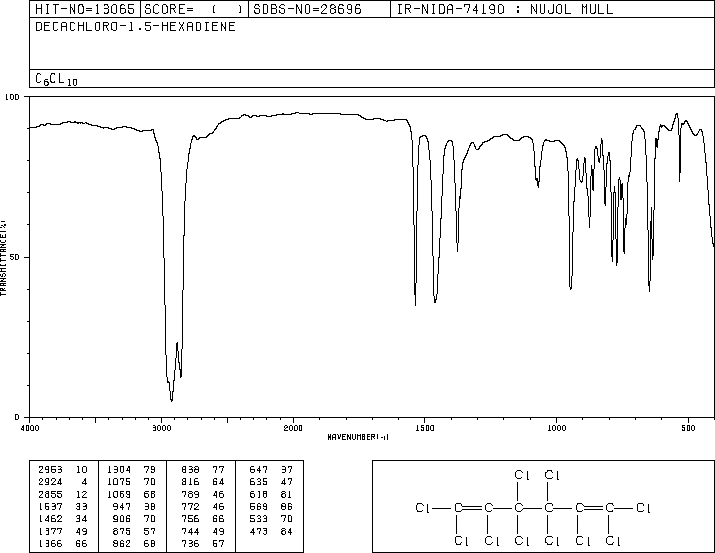 HIT-NO=13065 SCORE= ( ) SDBS-NO=28696 IR-NIDA-74190 : NUJOL MULL
DECACHLORO-1,5-HEXADIENE
C6CL10
100
50
0
TRANSMITTANCE(%)
4000 3000 2000 1500 1000 500
WAVENUMBER(-1)
2963 10 1304 79 838 77 647 37
2924 4 1075 70 816 64 635 47
2855 12 1069 68 789 46 618 81
1537 33 947 38 772 46 569 86
1462 34 906 70 756 66 533 70
1377 49 875 57 744 49 473 84
1366 66 862 68 736 57
Cl Cl
Cl C C C C C C Cl
Cl Cl Cl Cl Cl Cl